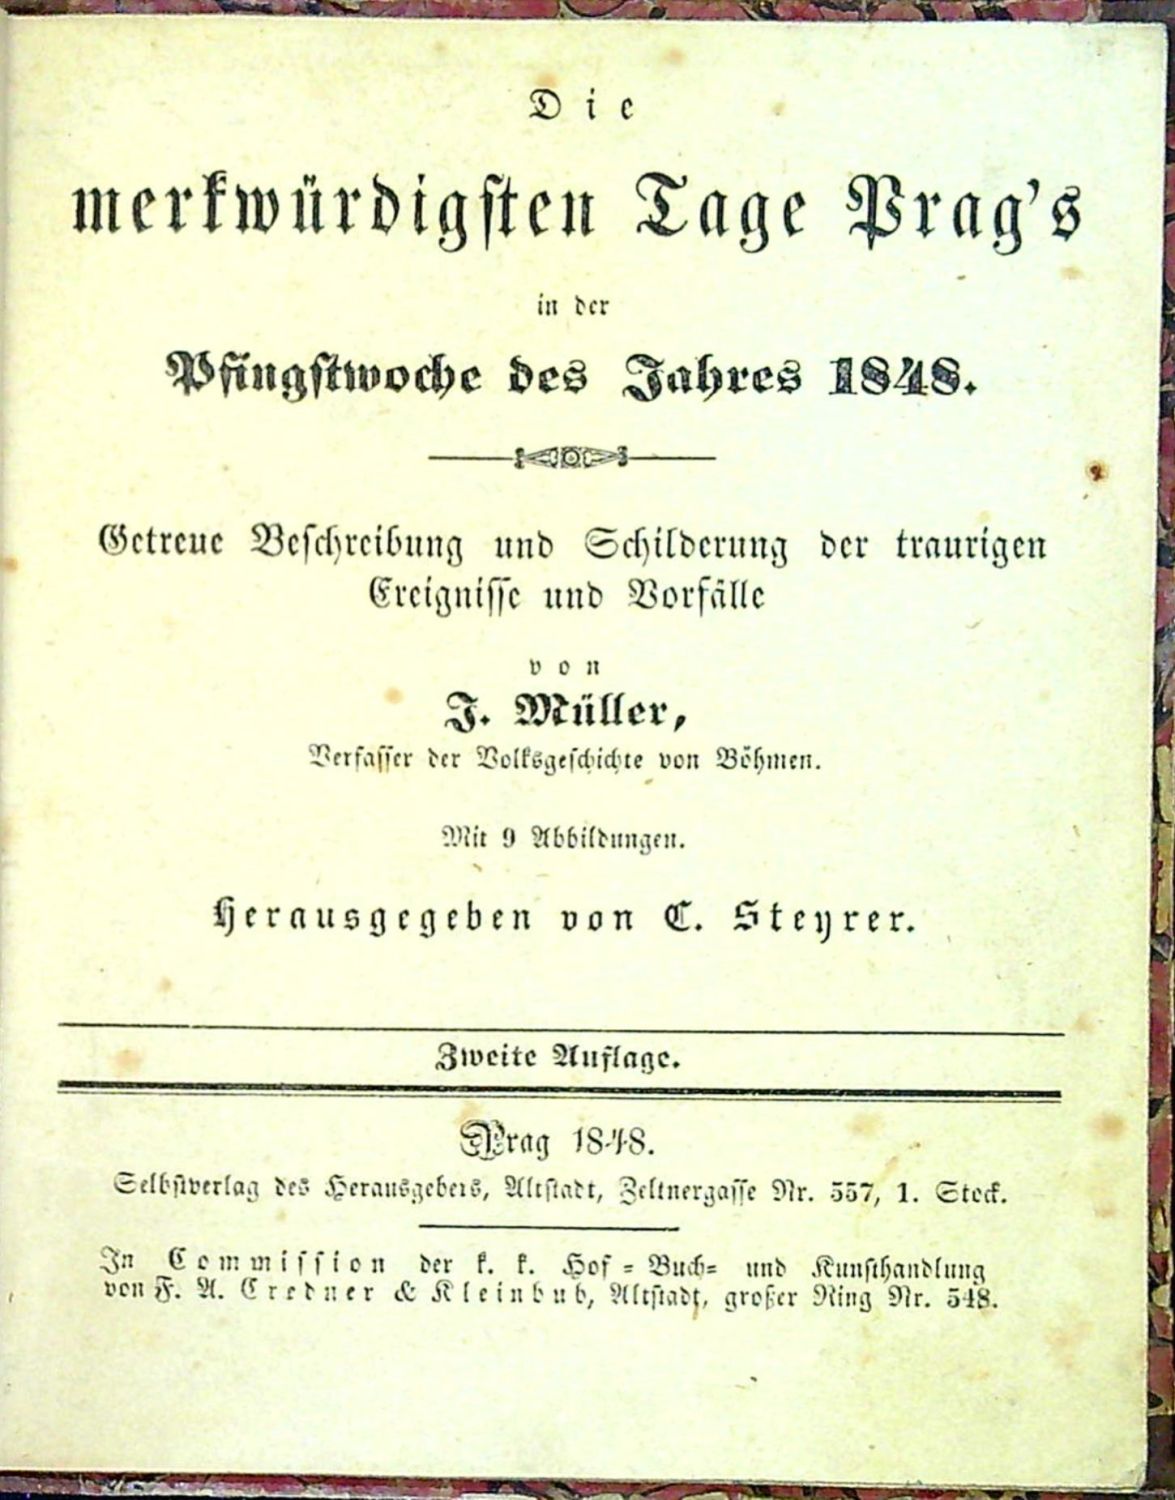 Die
merkwürdigsten Tage Prag's
in der
Pfingstwoche des Jahres 1848.
Getreue Beschreibung und Schilderung der traurigen
Ereignisse und Vorfälle
von
J. Müller,
Verfasser der Volksgeschichte von Böhmen.
Mit 9 Abbildungen.
Herausgegeben von C. Steyrer.
Zweite Auflage.
Prag 1848.
Selbstverlag des Herausgebers, Altstadt, Zeltnergasse Nr. 557, 1. Stock.
In Commission der k. k. Hof- Buch- und Kunsthandlung
von F. A. Credner & Kleinbub, Altstadt, großer Ring Nr. 548.